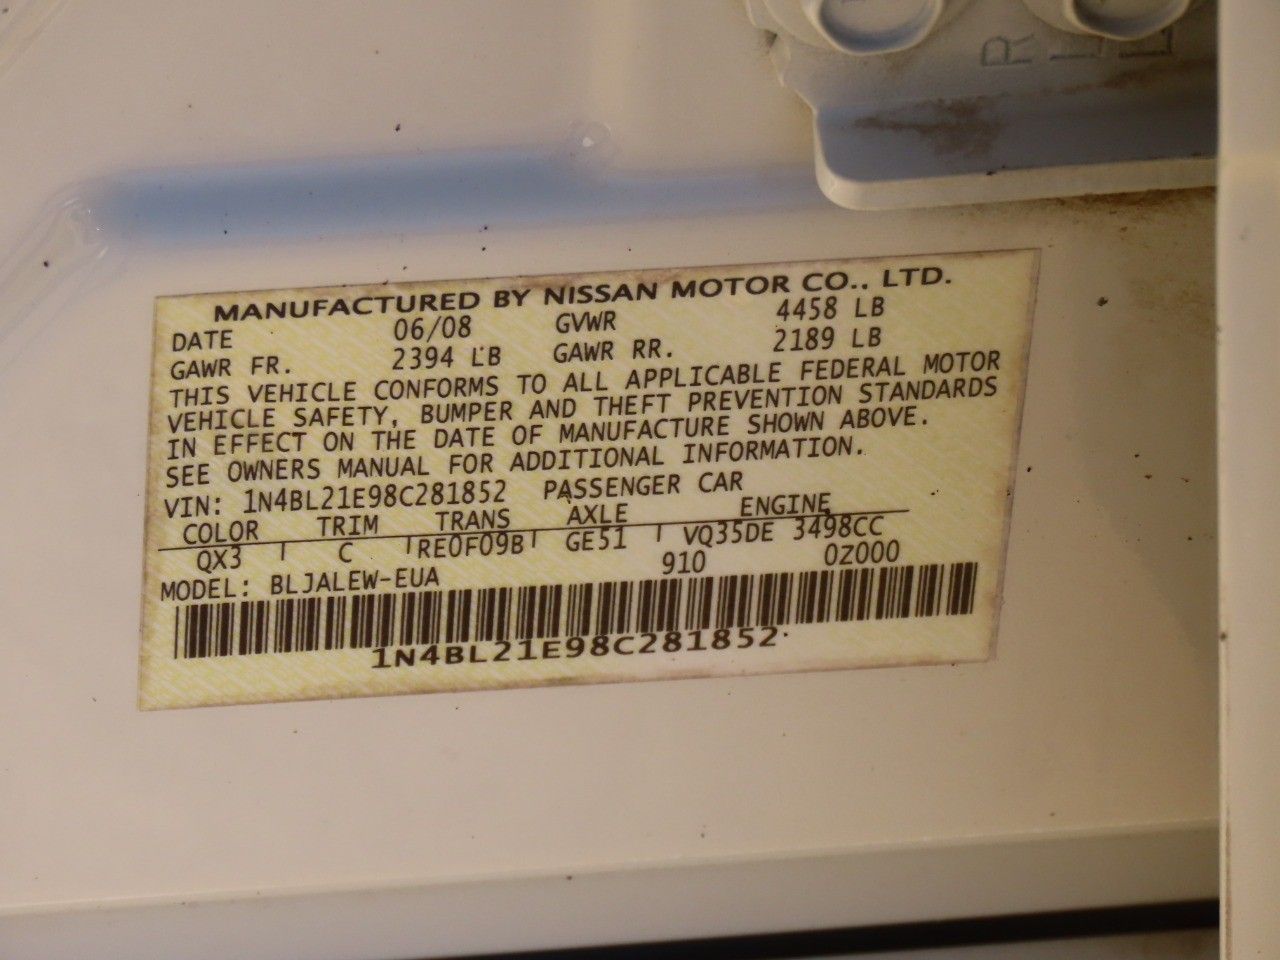 MANUFACTURED BY NISSAN MOTOR CO., LTD.
DATE 06/08 GVWR 4458 LB
GAWR FR. 2394 LB GAWR RR. 2189 LB
THIS VEHICLE CONFORMS TO ALL APPLICABLE FEDERAL MOTOR
VEHICLE SAFETY, BUMPER AND THEFT PREVENTION STANDARDS
IN EFFECT ON THE DATE OF MANUFACTURE SHOWN ABOVE.
SEE OWNERS MANUAL FOR ADDITIONAL INFORMATION.
VIN: 1N4BL21E98C281852 PASSENGER CAR
COLOR TRIM TRANS AXLE ENGINE
QX3 C RE0F09B GE51 VQ35DE 3498CC
910 0Z000
MODEL: BLJALEW-EUA
1N4BL21E98C281852